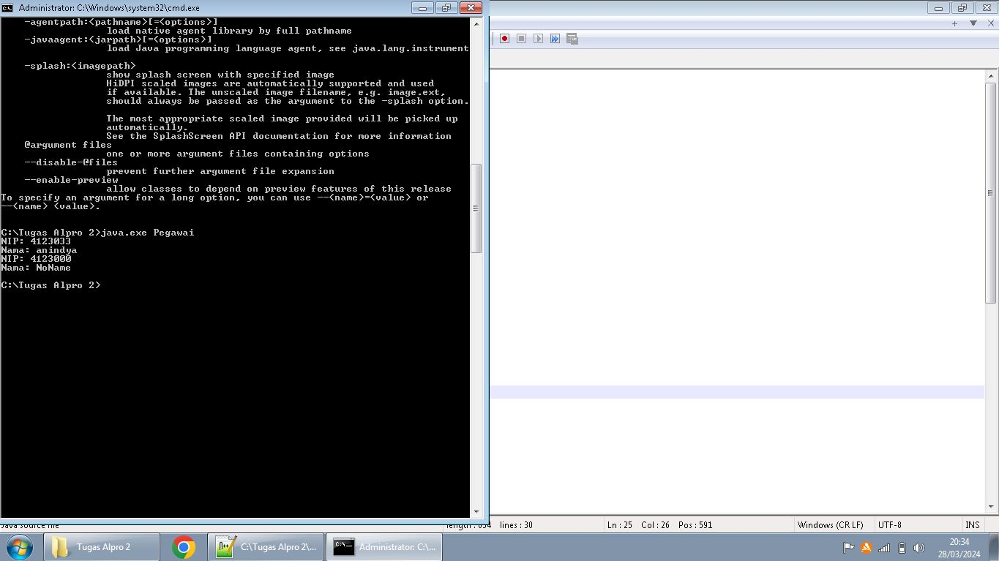 Administrator: C:\Windows\system32\cmd.exe
-agentpath:<pathname>[=<options>]
load native agent library by full pathname
-javaagent:<jarpath>[=<options>]
load Java programming language agent, see java.lang.instrument
-splash:<imagepath>
show splash screen with specified image
HiDPI scaled images are automatically supported and used
if available. The unscaled image filename, e.g. image.ext,
should always be passed as the argument to the -splash option.
The most appropriate scaled image provided will be picked up
automatically.
See the SplashScreen API documentation for more information
@argument files
one or more argument files containing options
--disable-@files
prevent further argument file expansion
--enable-preview
allow classes to depend on preview features of this release
To specify an argument for a long option, you can use --<name>=<value> or
--<name> <value>.
C:\Tugas Alpro 2>java.exe Pegawai
NIP: 4123033
Nama: anindya
NIP: 4123000
Nama: NoName
C:\Tugas Alpro 2>
Java source file length : 654 lines : 30 Ln : 25 Col : 26 Pos : 591 Windows (CR LF) UTF-8 INS
Tugas Alpro 2 C:\Tugas Alpro 2\... Administrator: C:\... 20:34
28/03/2024